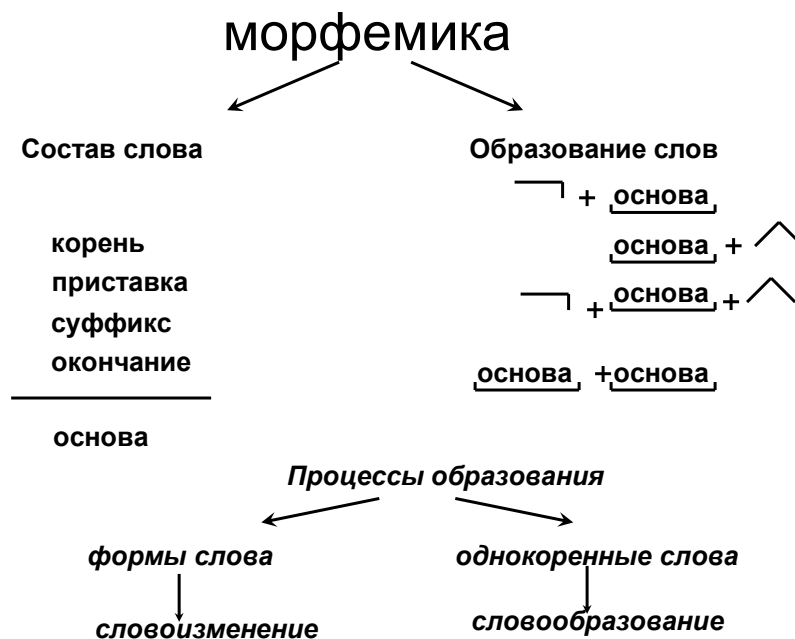 морфемика
Состав слова
корень
приставка
суффикс
окончание
основа
Образование слов
+ основа
основа +
+ основа +
основа + основа
Процессы образования
формы слова
однокоренные слова
словоизменение
словообразование